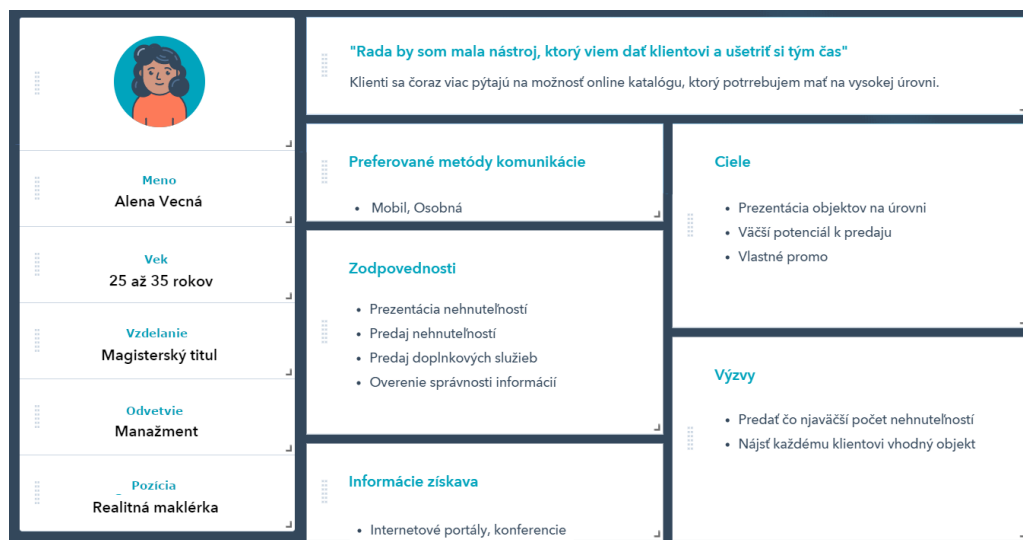 Meno
Alena Vecná
Vek
25 až 35 rokov
Vzdelanie
Magisterský titul
Odvetvie
Manažment
Pozícia
Realitná maklérka
"Rada by som mala nástroj, ktorý viem dať klientovi a ušetriť si tým čas"
Klienti sa čoraz viac pýtajú na možnosť online katalógu, ktorý potrrebujem mať na vysokej úrovni.
Preferované metódy komunikácie
• Mobil, Osobná
Zodpovednosti
• Prezentácia nehnuteľností
• Predaj nehnuteľností
• Predaj doplnkových služieb
• Overenie správnosti informácií
Informácie získava
• Internetové portály, konferencie
Ciele
• Prezentácia objektov na úrovni
• Väčší potenciál k predaju
• Vlastné promo
Výzvy
• Predať čo njaväčší počet nehnuteľností
• Nájsť každému klientovi vhodný objekt